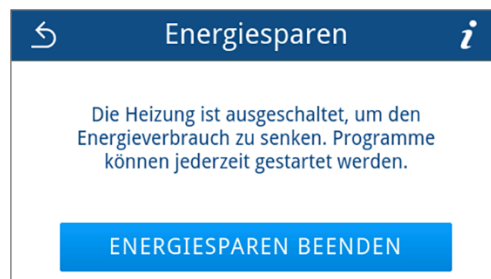 Energiesparen i
Die Heizung ist ausgeschaltet, um den
Energieverbrauch zu senken. Programme
können jederzeit gestartet werden.
ENERGIESPAREN BEENDEN